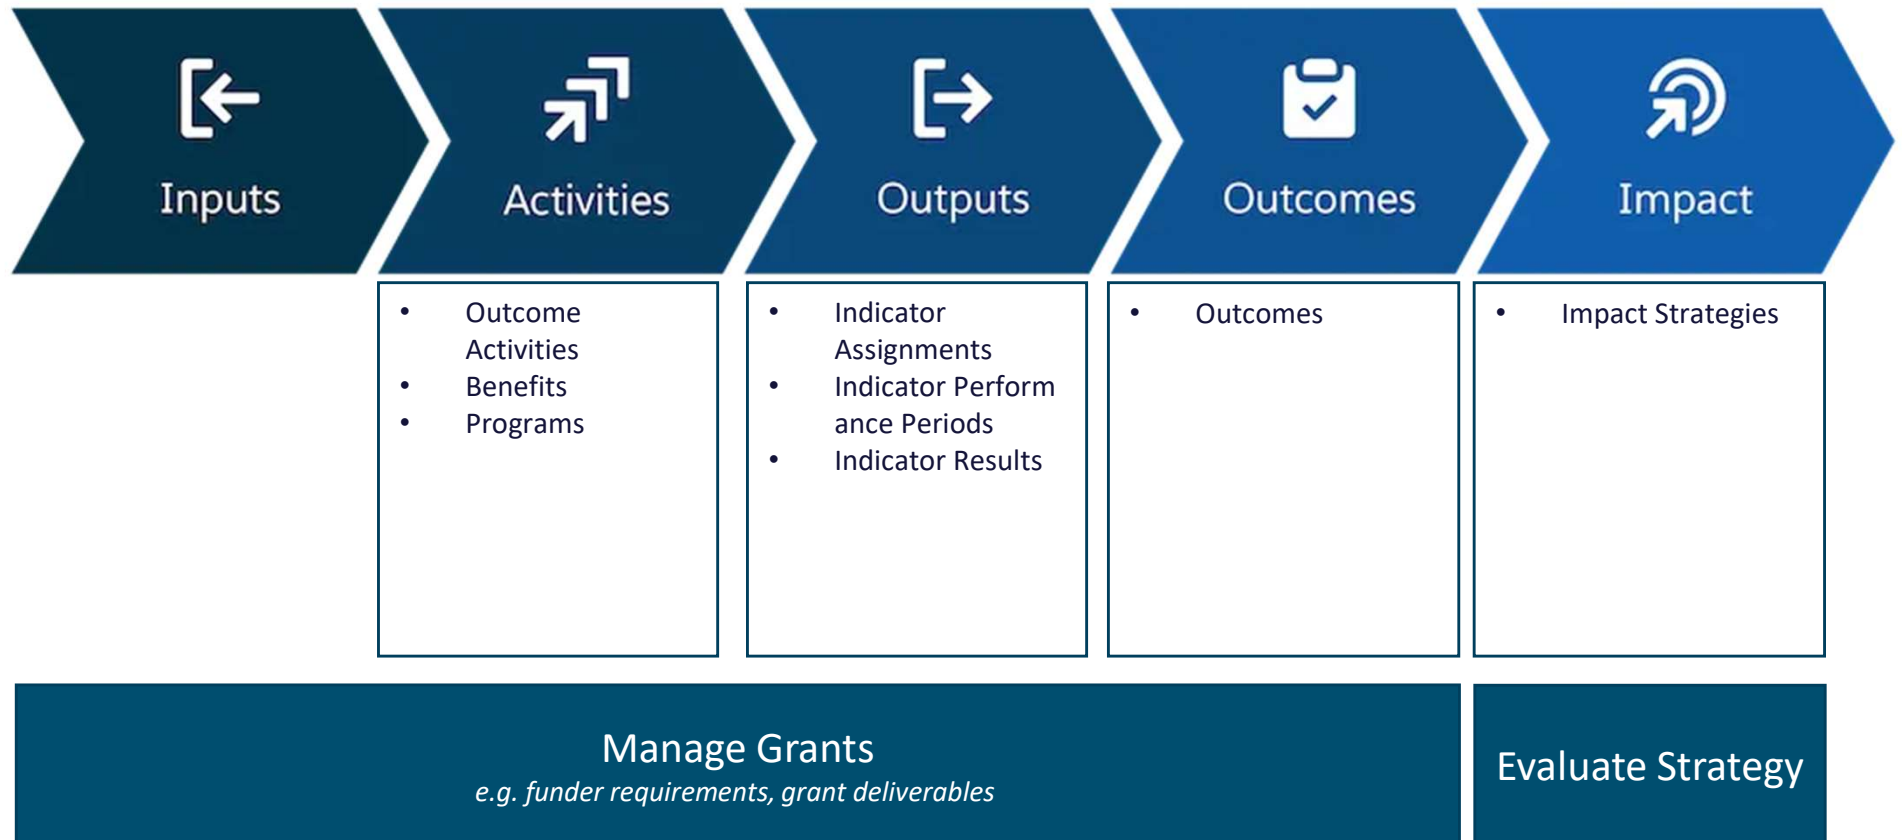 Inputs
Activities
Outputs
Outcomes
Impact
• Outcome
Activities
• Benefits
• Programs
• Indicator
Assignments
• Indicator Perform
ance Periods
• Indicator Results
• Outcomes
• Impact Strategies
Manage Grants
e.g. funder requirements, grant deliverables
Evaluate Strategy